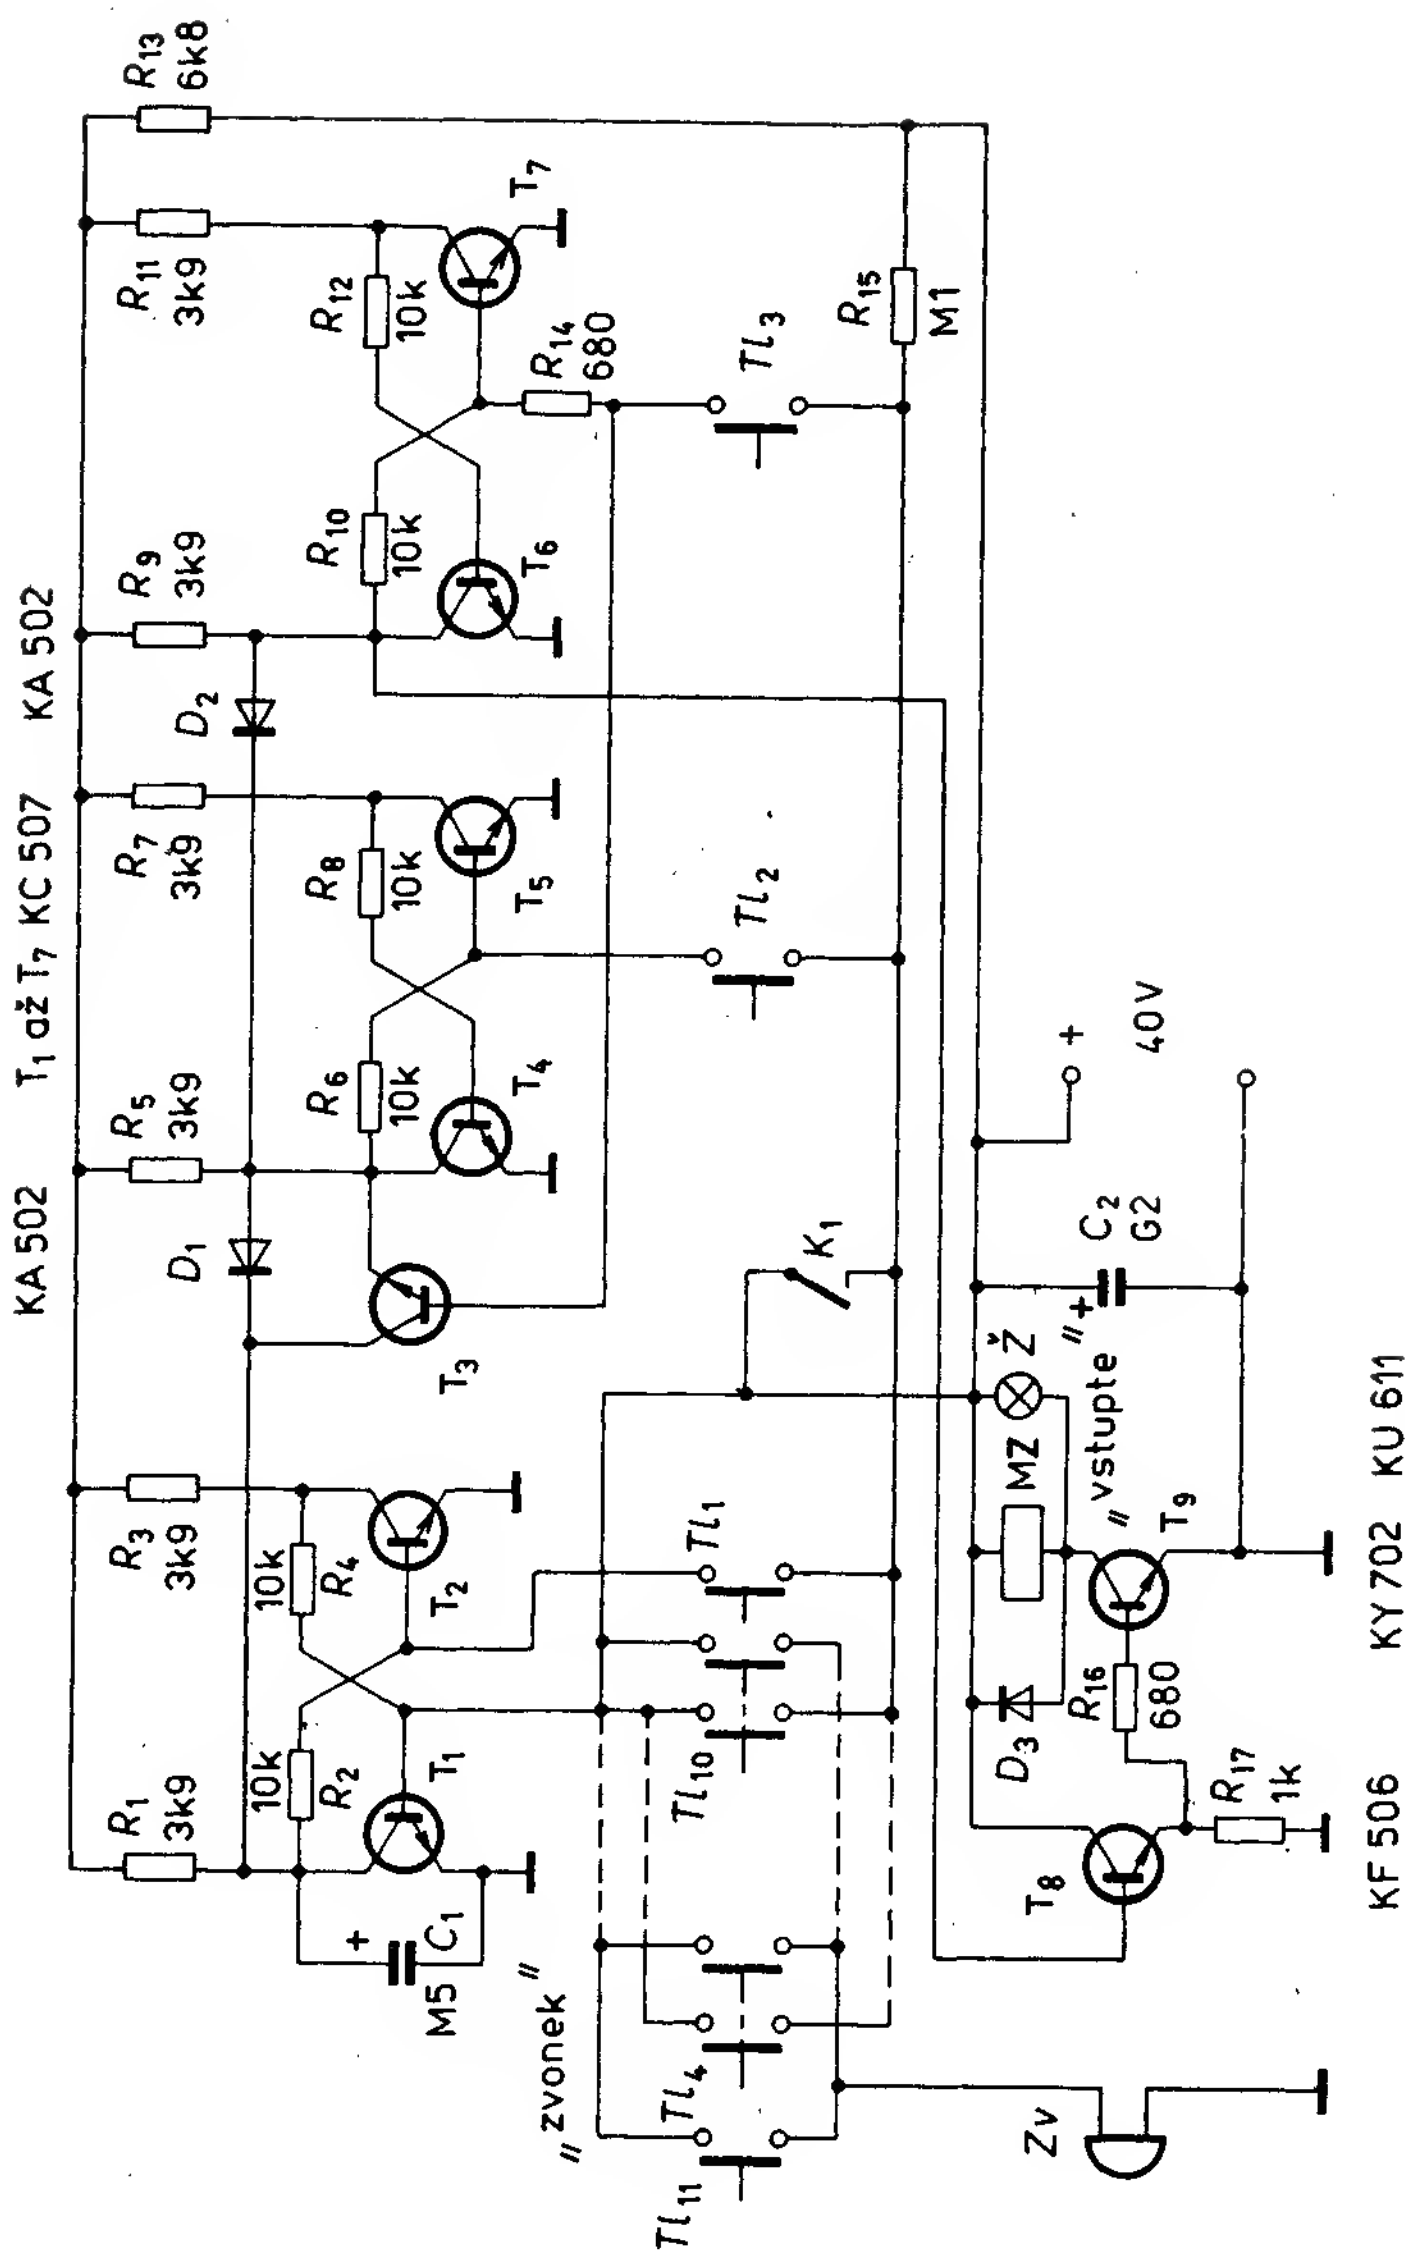 KA 502 T₁ až T₇ KC 507 KA 502
R₁
3k9
R₃
3k9
R₅
3k9
R₇
3k9
R₉
3k9
R₁₁
3k9
R₁₃
6k8
D₁
D₂
10k
R₂
10k
R₄
R₆
10k
R₈
10k
R₁₀
10k
R₁₂
10k
+
C₁
M5
T₁
T₂
T₃
T₄
T₅
T₆
T₇
R₁₄
680
"zvonek"
Tl₁₁
Tl₄
Tl₁₀
Tl₁
K₁
Tl₂
Tl₃
R₁₅
M1
Zv
T₈
D₃
R₁₆
680
R₁₇
1k
MZ
Ž
"vstupte"
T₉
+
C₂
G2
+
40V
KF 506 KY 702 KU 611